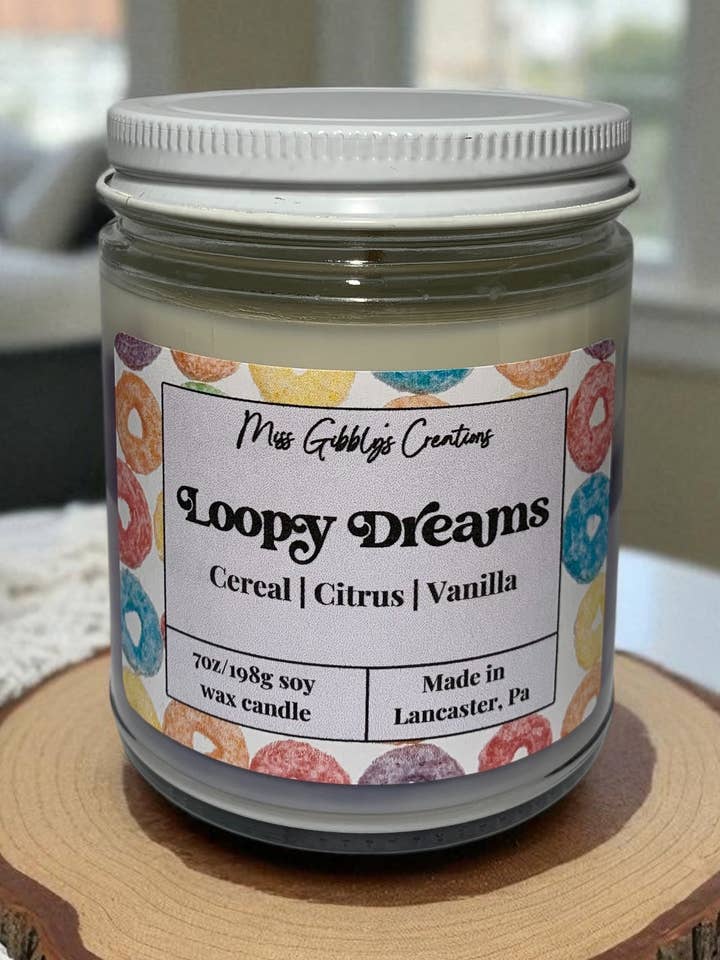 Miss Gibbly's Creations
Loopy Dreams
Cereal | Citrus | Vanilla
7oz/198g soy
wax candle
Made in
Lancaster, Pa